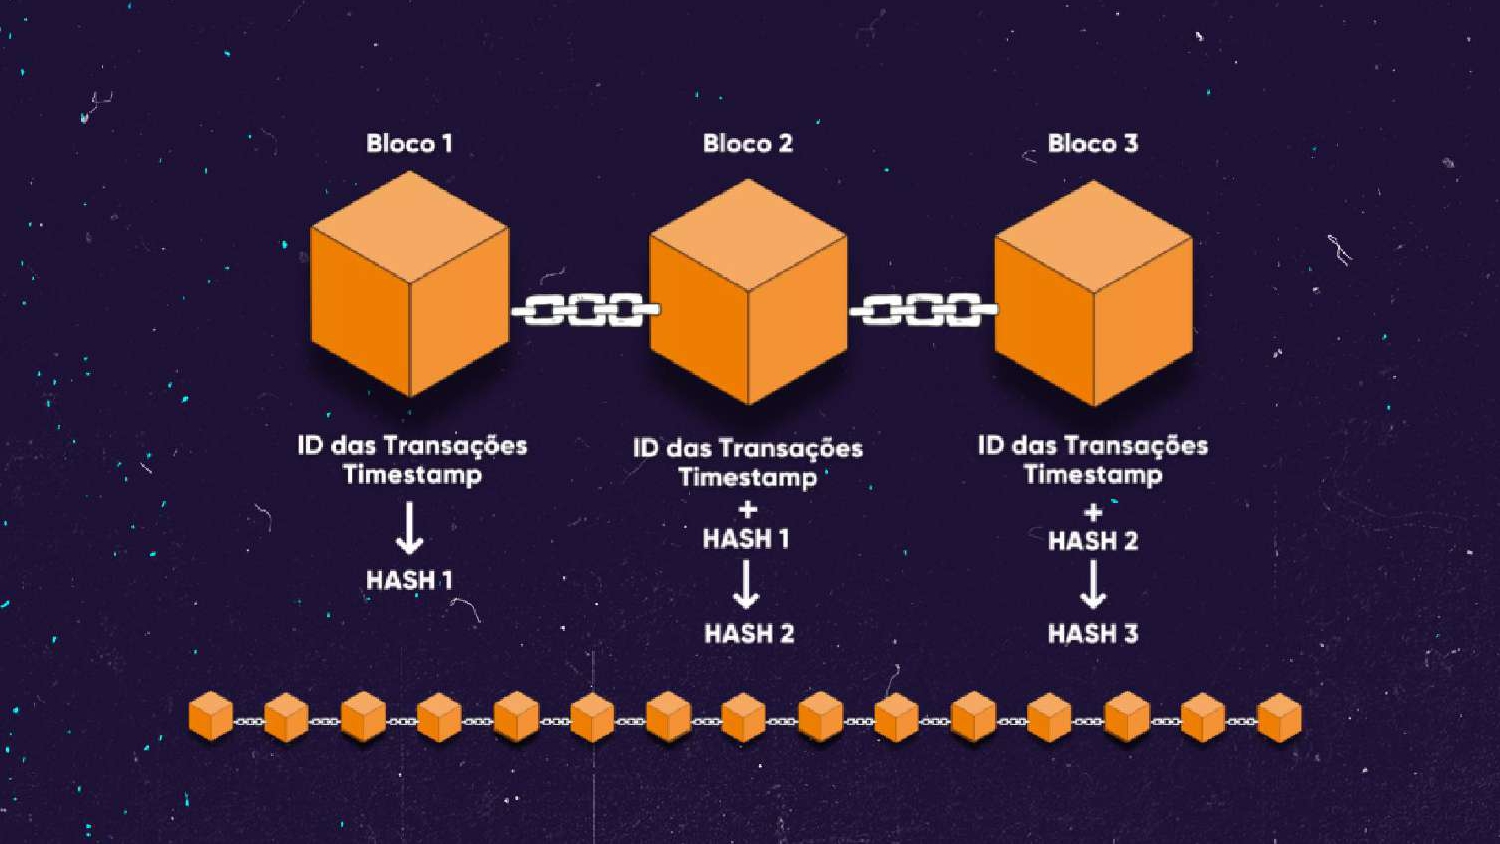 Bloco 1
Bloco 2
Bloco 3
ID das Transações
Timestamp
HASH 1
ID das Transações
Timestamp
+
HASH 1
HASH 2
ID das Transações
Timestamp
+
HASH 2
HASH 3